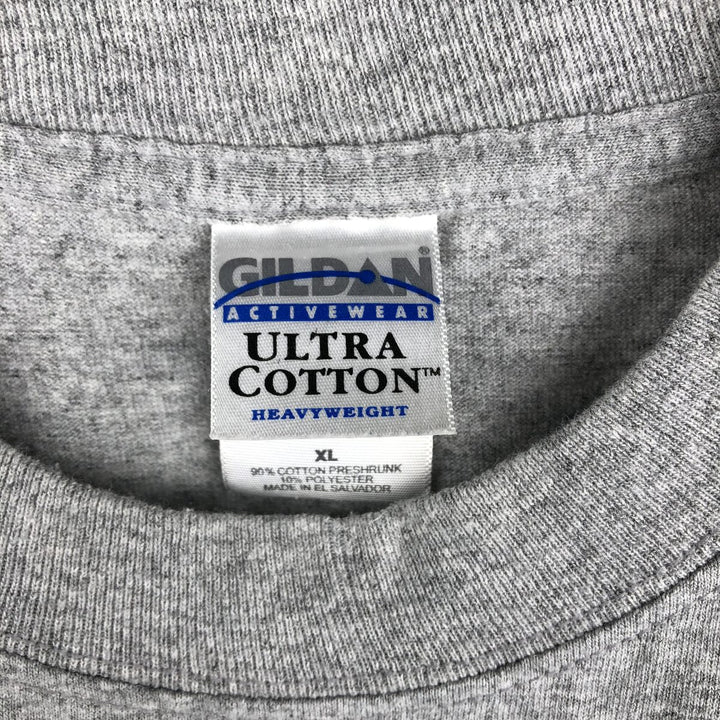 GILDAN®
ACTIVEWEAR
ULTRA
COTTON™
HEAVYWEIGHT
XL
90% COTTON PRESHRUNK
10% POLYESTER
MADE IN EL SALVADOR